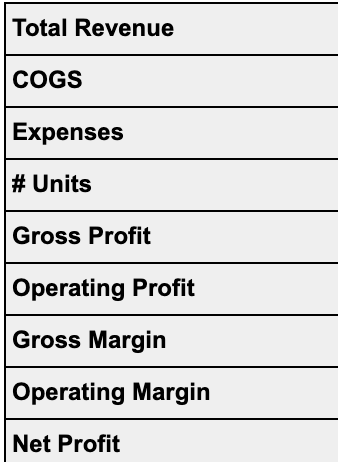 Total Revenue
COGS
Expenses
# Units
Gross Profit
Operating Profit
Gross Margin
Operating Margin
Net Profit